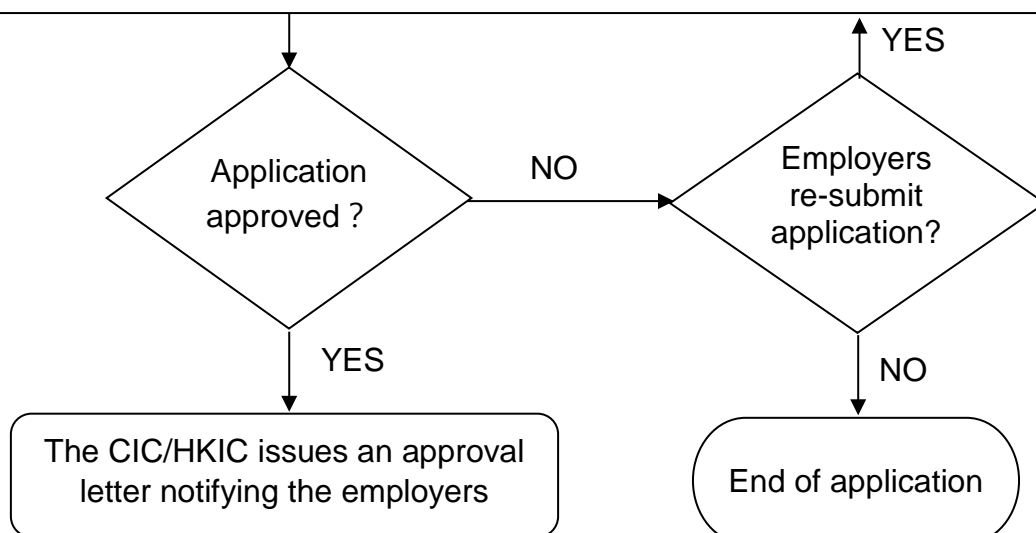 YES
Application
approved？
NO
Employers
re-submit
application?
YES
NO
The CIC/HKIC issues an approval
letter notifying the employers
End of application